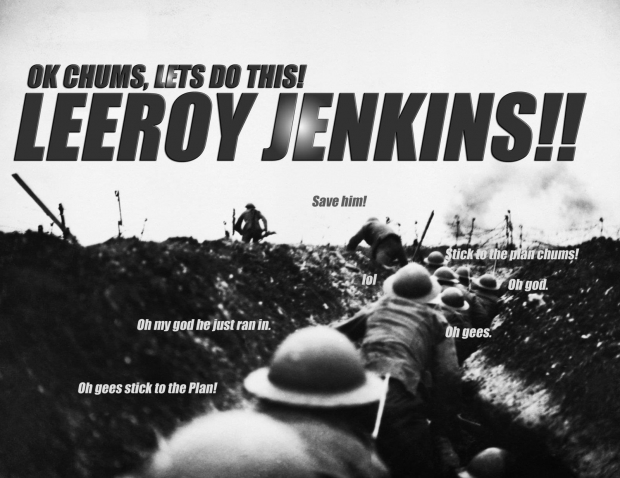 OK CHUMS, LETS DO THIS!
LEEROY JENKINS!!
Save him!
Stick to the plan chums!
lol
Oh god.
Oh my god he just ran in.
Oh gees.
Oh gees stick to the Plan!